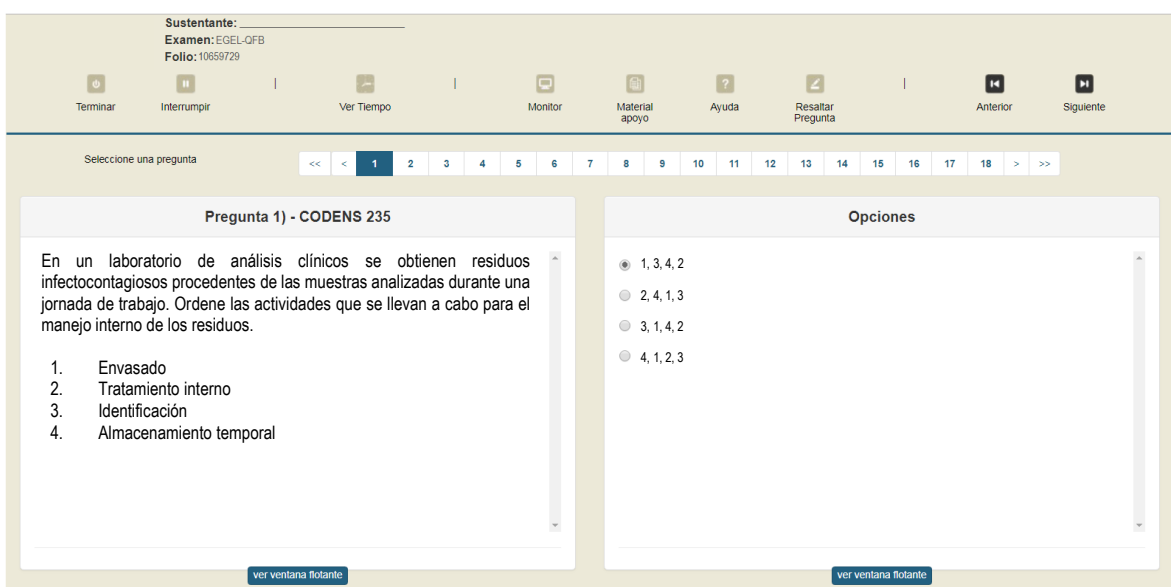 Sustentante:
Examen: EGEL-QFB
Folio: 10659729
Terminar Interrumpir | Ver Tiempo | Monitor Material apoyo Ayuda Resaltar Pregunta | Anterior Siguiente
Seleccione una pregunta << < 1 2 3 4 5 6 7 8 9 10 11 12 13 14 15 16 17 18 > >>
Pregunta 1) - CODENS 235
En un laboratorio de análisis clínicos se obtienen residuos
infectocontagiosos procedentes de las muestras analizadas durante una
jornada de trabajo. Ordene las actividades que se llevan a cabo para el
manejo interno de los residuos.
1. Envasado
2. Tratamiento interno
3. Identificación
4. Almacenamiento temporal
ver ventana flotante
Opciones
1, 3, 4, 2
2, 4, 1, 3
3, 1, 4, 2
4, 1, 2, 3
ver ventana flotante